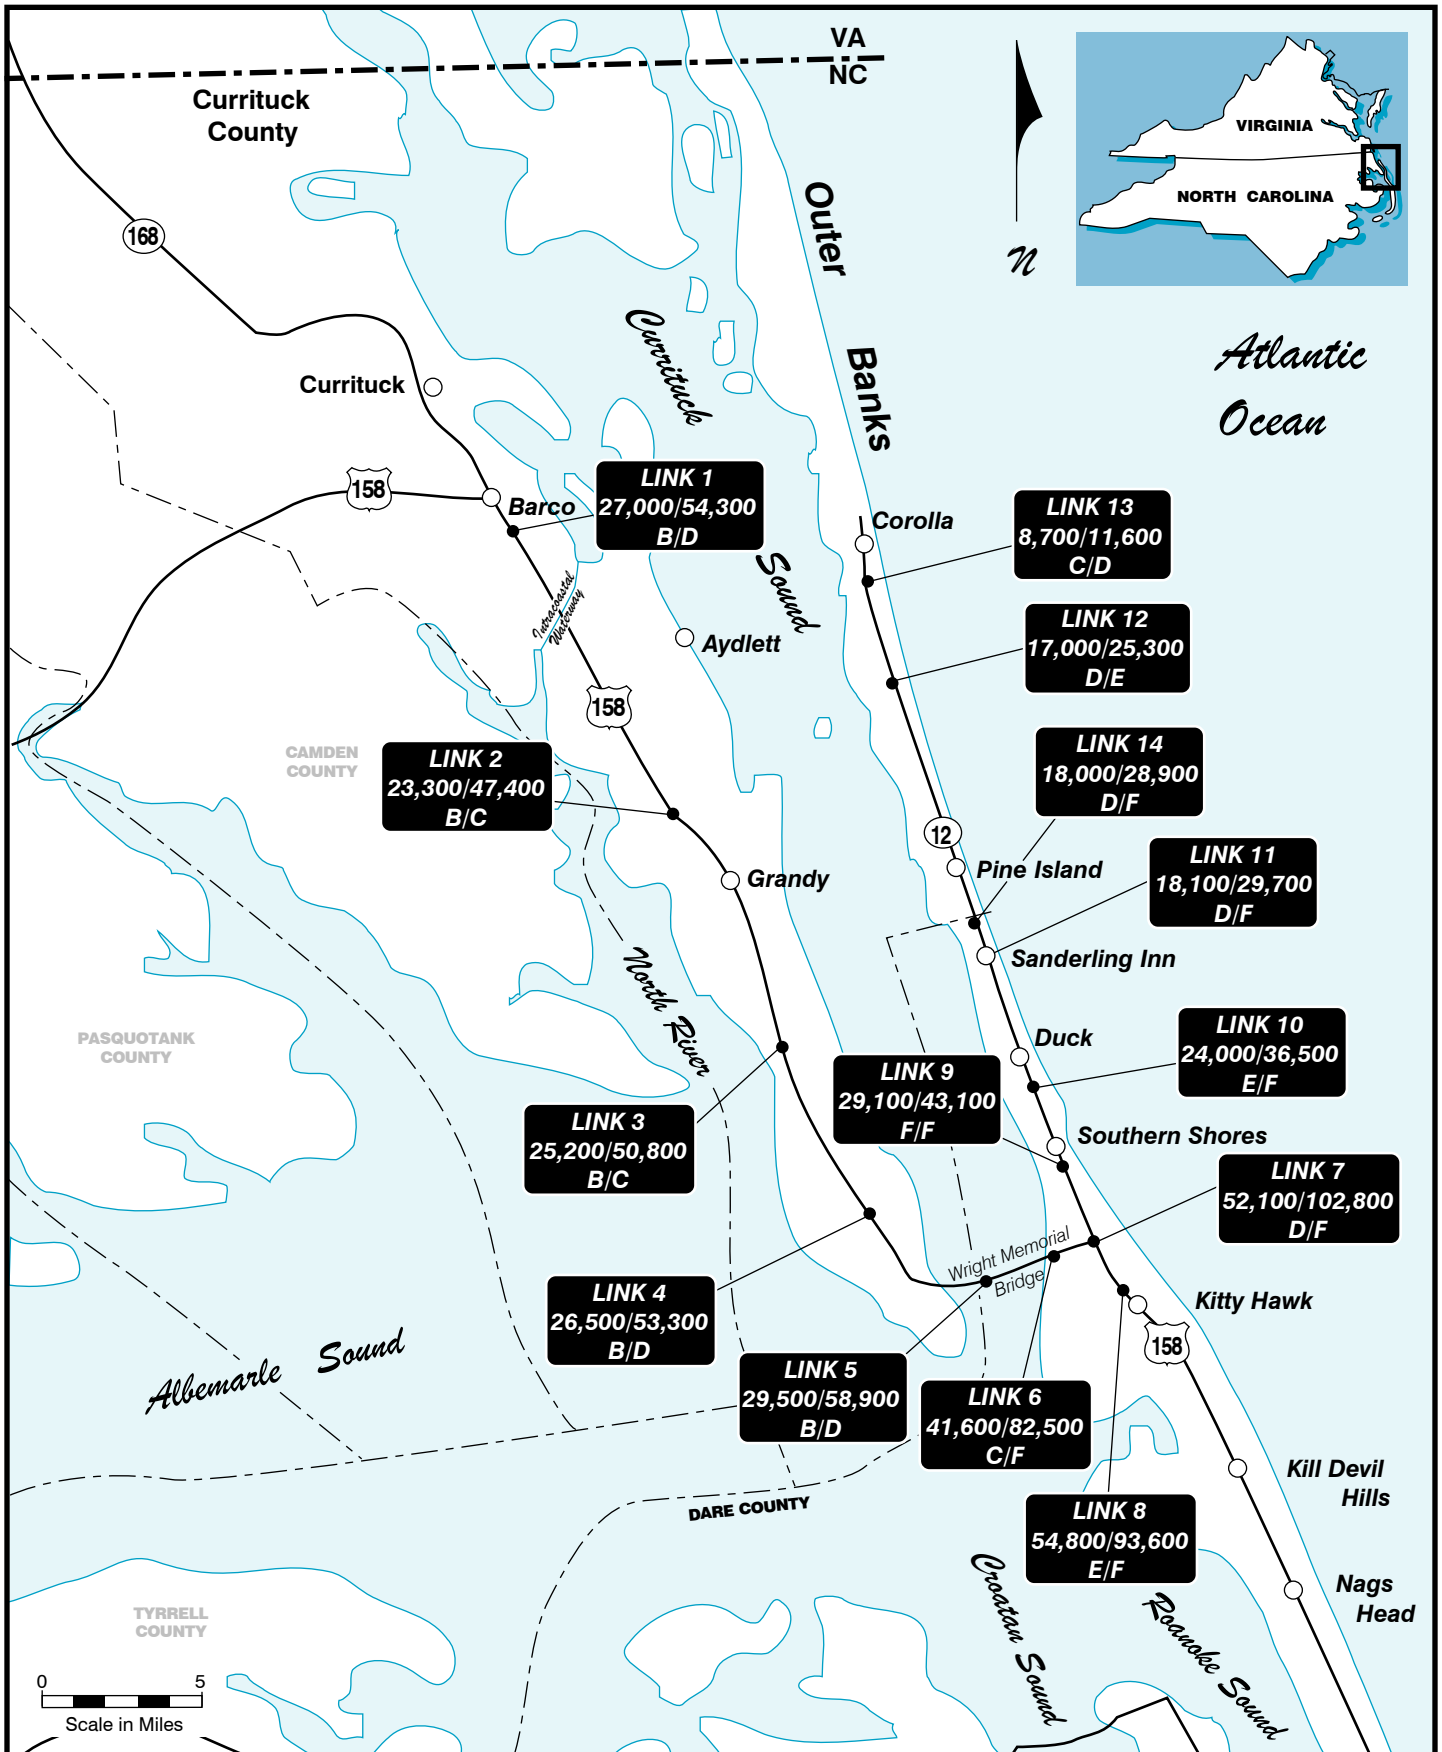 VA
NC
Currituck
County
VIRGINIA
NORTH CAROLINA
N
168
Outer
Banks
Atlantic
Ocean
Currituck
Sound
Currituck
158
Barco
LINK 1
27,000/54,300
B/D
Corolla
LINK 13
8,700/11,600
C/D
Intracoastal
Waterway
Aydlett
LINK 12
17,000/25,300
D/E
158
CAMDEN
COUNTY
LINK 2
23,300/47,400
B/C
LINK 14
18,000/28,900
D/F
12
Pine Island
LINK 11
18,100/29,700
D/F
Grandy
Sanderling Inn
North River
PASQUOTANK
COUNTY
Duck
LINK 10
24,000/36,500
E/F
LINK 9
29,100/43,100
F/F
LINK 3
25,200/50,800
B/C
Southern Shores
LINK 7
52,100/102,800
D/F
Wright Memorial
Bridge
LINK 4
26,500/53,300
B/D
Kitty Hawk
158
Albemarle Sound
LINK 5
29,500/58,900
B/D
LINK 6
41,600/82,500
C/F
Kill Devil
Hills
DARE COUNTY
LINK 8
54,800/93,600
E/F
Croatan Sound
Roanoke Sound
Nags
Head
TYRRELL
COUNTY
0 5
Scale in Miles